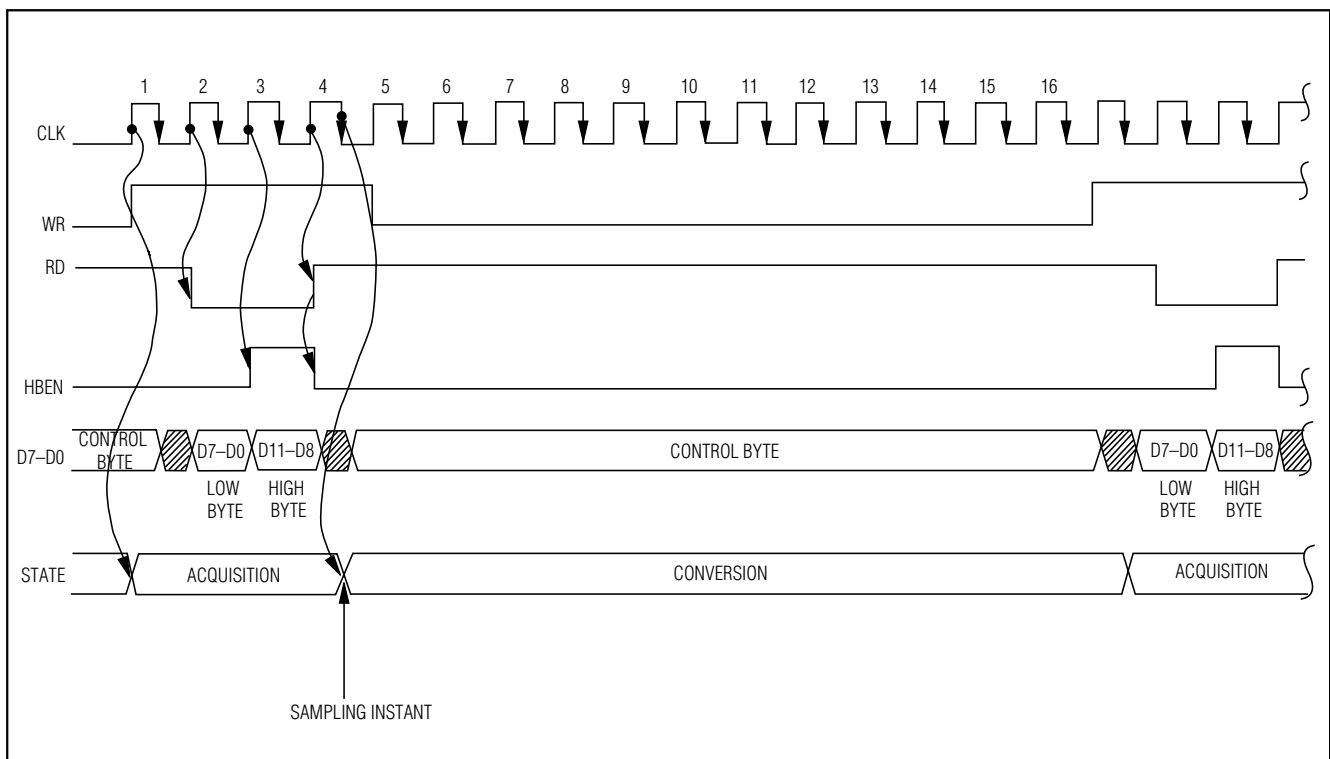 1 2 3 4 5 6 7 8 9 10 11 12 13 14 15 16
CLK
WR
RD
HBEN
D7–D0
CONTROL
BYTE
D7–D0
D11–D8
CONTROL BYTE
D7–D0
D11–D8
LOW
BYTE
HIGH
BYTE
LOW
BYTE
HIGH
BYTE
STATE
ACQUISITION
CONVERSION
ACQUISITION
SAMPLING INSTANT